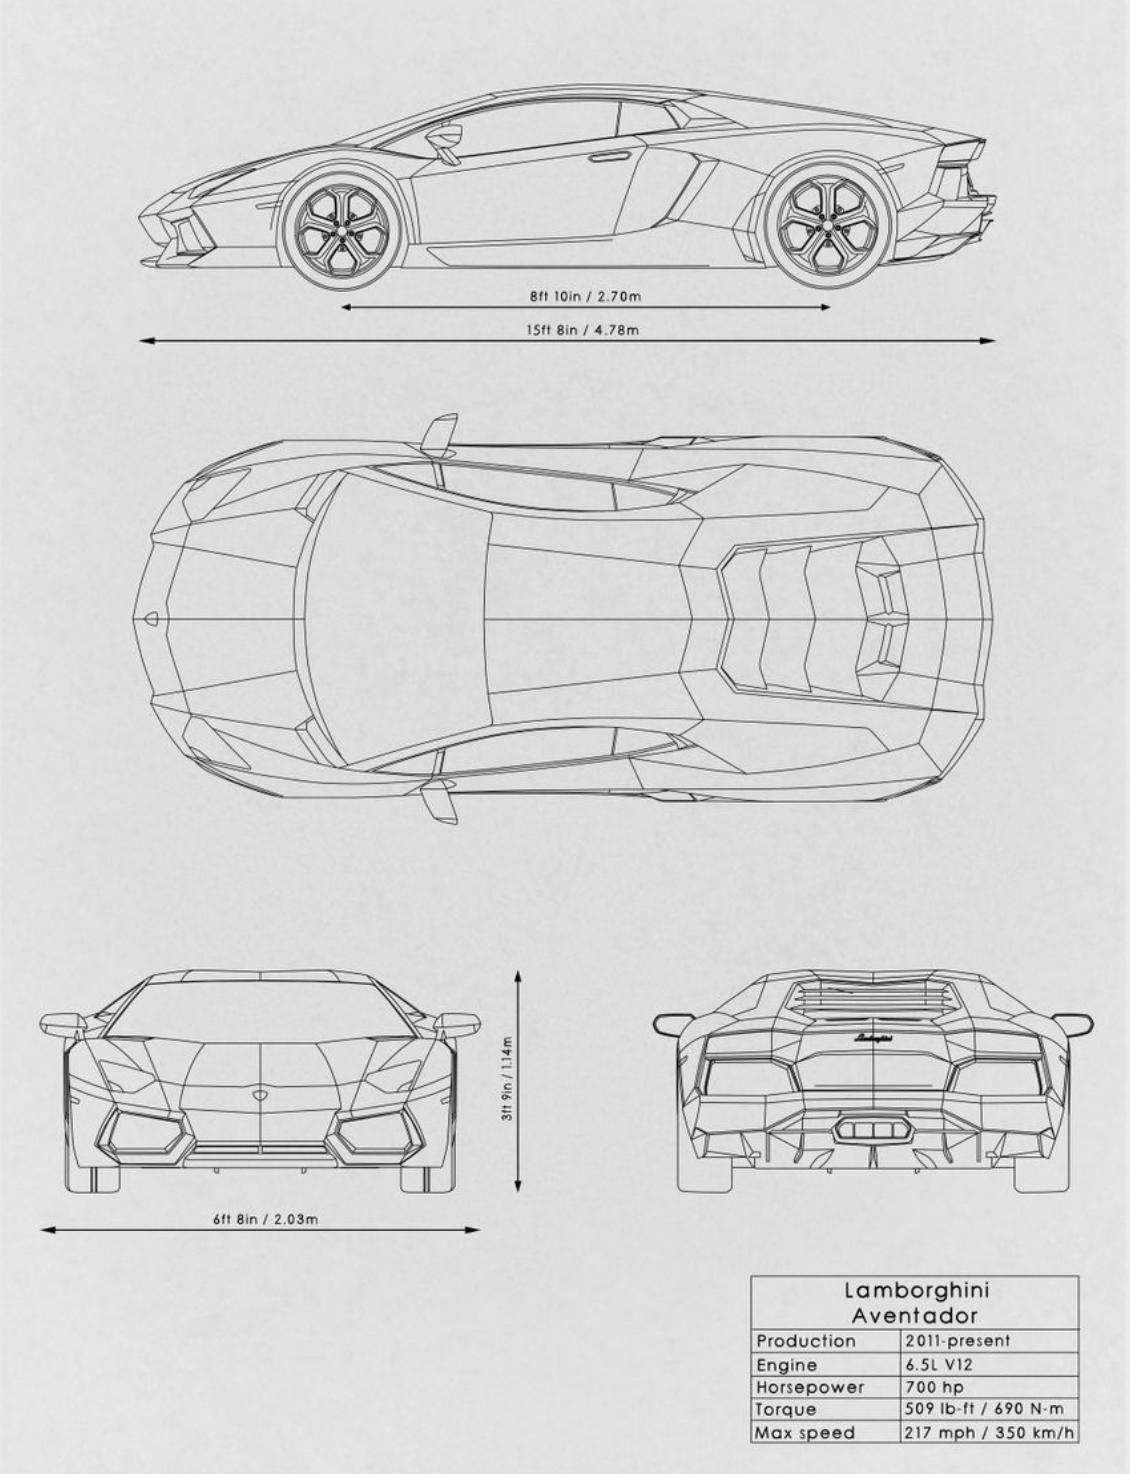 8ft 10in / 2.70m
15ft 8in / 4.78m
3ft 9in / 1.14m
Lamborghini
6ft 8in / 2.03m
Lamborghini
Aventador
Production 2011-present
Engine 6.5L V12
Horsepower 700 hp
Torque 509 lb-ft / 690 N-m
Max speed 217 mph / 350 km/h